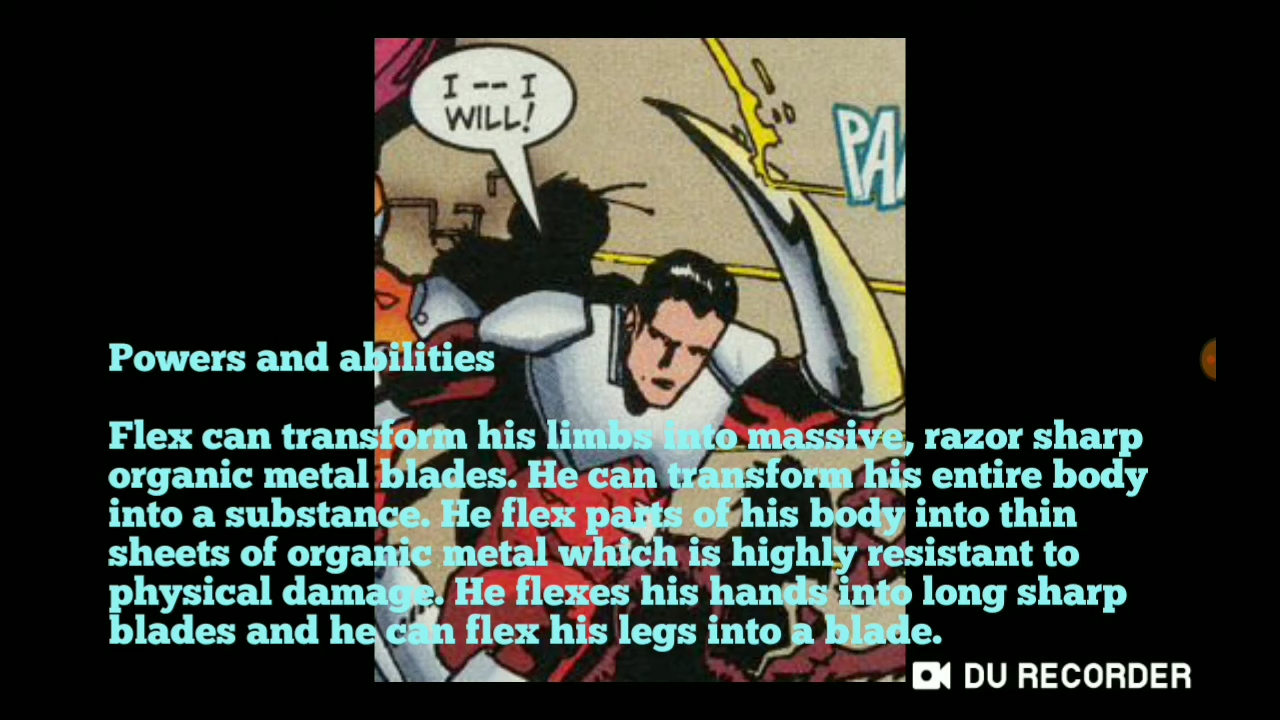 I -- I
WILL!
PA
Powers and abilities
Flex can transform his limbs into massive, razor sharp
organic metal blades. He can transform his entire body
into a substance. He flex parts of his body into thin
sheets of organic metal which is highly resistant to
physical damage. He flexes his hands into long sharp
blades and he can flex his legs into a blade.
DU RECORDER